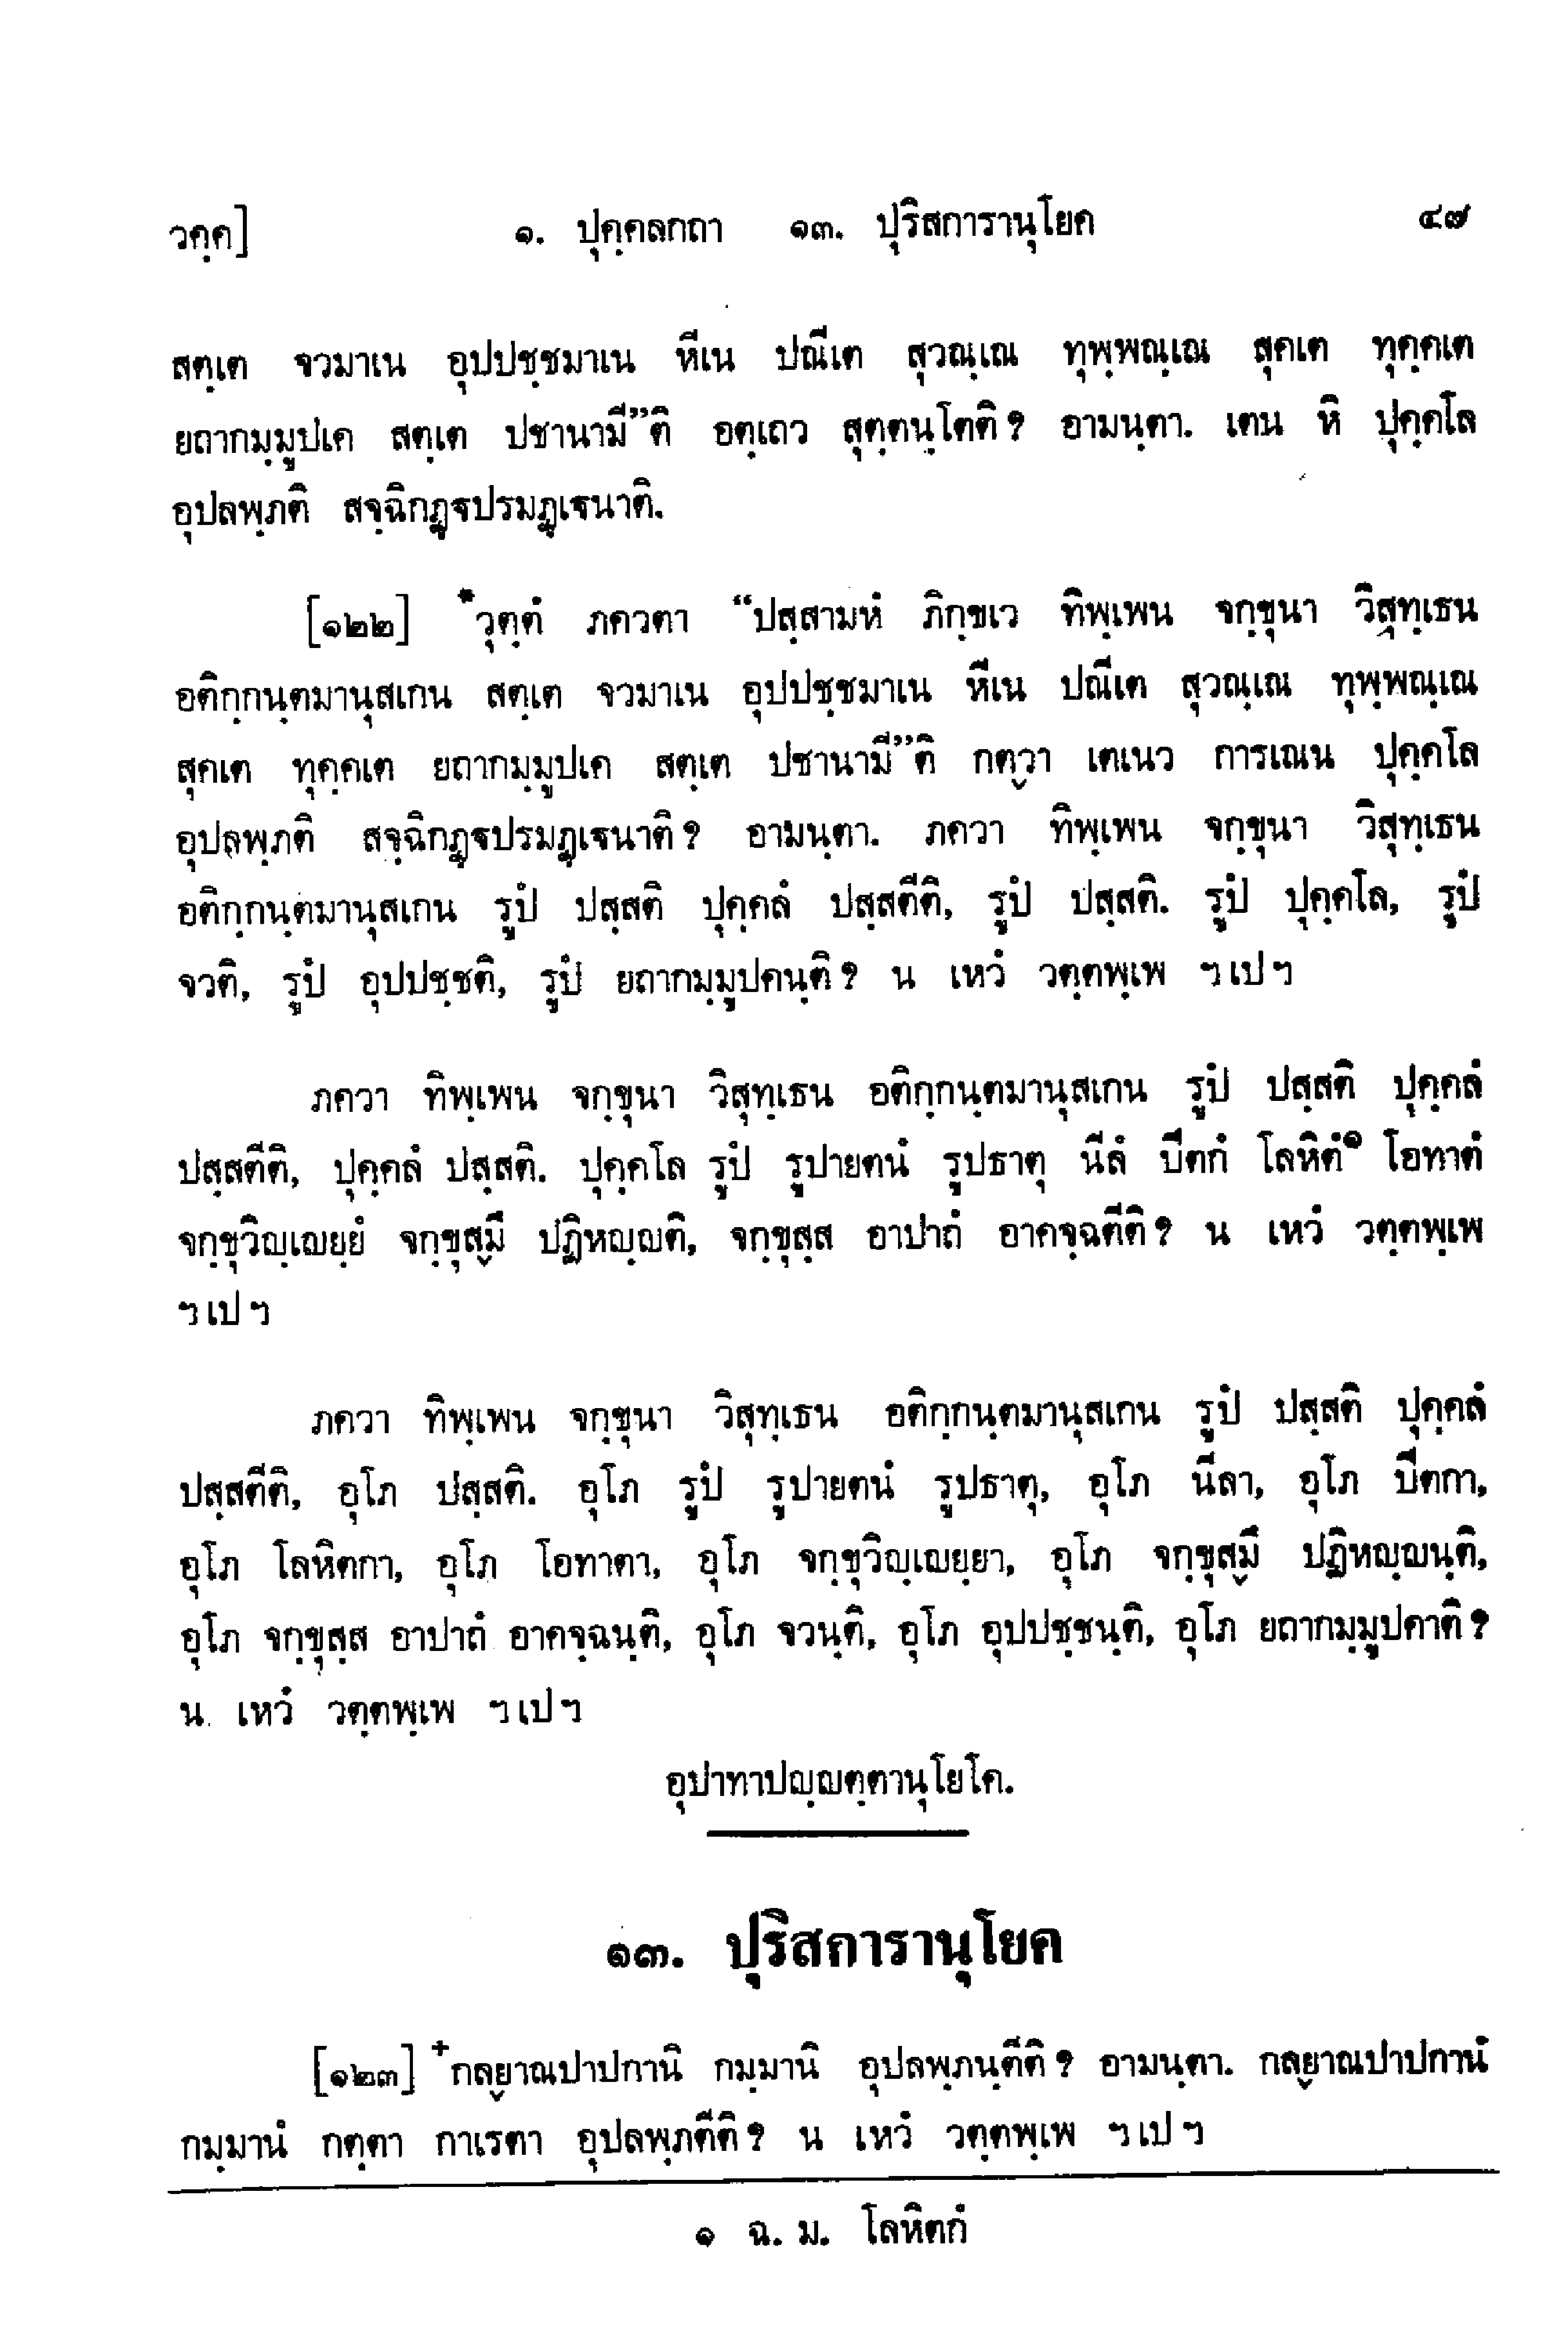 วคฺค]	๑. ปุคฺคลกถา ๑๓. ปุริสการานุโยค	๔๗
สตฺเต จวมาเน อุปปชฺชมาเน หีเน ปณีเต สุวณฺเณ ทุพฺพณฺเณ สุคเต ทุคฺคเต
ยถากมฺมูปเค สตฺเต ปชานามี”ติ อตฺเถว สุตฺตนฺโตติ? อามนฺตา. เตน หิ ปุคฺคโล
อุปลพฺภติ สจฺฉิกฏฺฐปรมฏฺเฐนาติ.
[๑๒๒] *วุตฺตํ ภควตา “ปสฺสามหํ ภิกฺขเว ทิพฺเพน จกฺขุนา วิสุทฺเธน
อติกฺกนฺตมานุสเกน สตฺเต จวมาเน อุปปชฺชมาเน หีเน ปณีเต สุวณฺเณ ทุพฺพณฺเณ
สุคเต ทุคฺคเต ยถากมฺมูปเค สตฺเต ปชานามี”ติ กตฺวา เตเนว การเณน ปุคฺคโล
อุปลพฺภติ สจฺฉิกฏฺฐปรมฏฺเฐนาติ? อามนฺตา. ภควา ทิพฺเพน จกฺขุนา วิสุทฺเธน
อติกฺกนฺตมานุสเกน รูปํ ปสฺสติ ปุคฺคลํ ปสฺสตีติ, รูปํ ปสฺสติ. รูปํ ปุคฺคโล, รูปํ
จวติ, รูปํ อุปปชฺชติ, รูปํ ยถากมฺมูปคนฺติ? น เหวํ วตฺตพฺเพ ฯเปฯ
ภควา ทิพฺเพน จกฺขุนา วิสุทฺเธน อติกฺกนฺตมานุสเกน รูปํ ปสฺสติ ปุคฺคลํ
ปสฺสตีติ, ปุคฺคลํ ปสฺสติ. ปุคฺคโล รูปํ รูปายตนํ รูปธาตุ นีลํ ปีตกํ โลหิตํ๑ โอทาตํ
จกฺขุวิญฺเญยฺยํ จกฺขุสฺมึ ปฏิหญฺญติ, จกฺขุสฺส อาปาถํ อาคจฺฉตีติ? น เหวํ วตฺตพฺเพ
ฯเปฯ
ภควา ทิพฺเพน จกฺขุนา วิสุทฺเธน อติกฺกนฺตมานุสเกน รูปํ ปสฺสติ ปุคฺคลํ
ปสฺสตีติ, อุโภ ปสฺสติ. อุโภ รูปํ รูปายตนํ รูปธาตุ, อุโภ นีลา, อุโภ ปีตกา,
อุโภ โลหิตกา, อุโภ โอทาตา, อุโภ จกฺขุวิญฺเญยฺยา, อุโภ จกฺขุสฺมึ ปฏิหญฺญนฺติ,
อุโภ จกฺขุสฺส อาปาถํ อาคจฺฉนฺติ, อุโภ จวนฺติ, อุโภ อุปปชฺชนฺติ, อุโภ ยถากมฺมูปคาติ?
น เหวํ วตฺตพฺเพ ฯเปฯ
อุปาทาปญฺญตฺตานุโยโค.
๑๓. ปุริสการานุโยค
[๑๒๓] +กลฺยาณปาปกานิ กมฺมานิ อุปลพฺภนฺตีติ? อามนฺตา. กลฺยาณปาปกานํ
กมฺมานํ กตฺตา กาเรตา อุปลพฺภตีติ? น เหวํ วตฺตพฺเพ ฯเปฯ
๑ ฉ. ม. โลหิตกํ